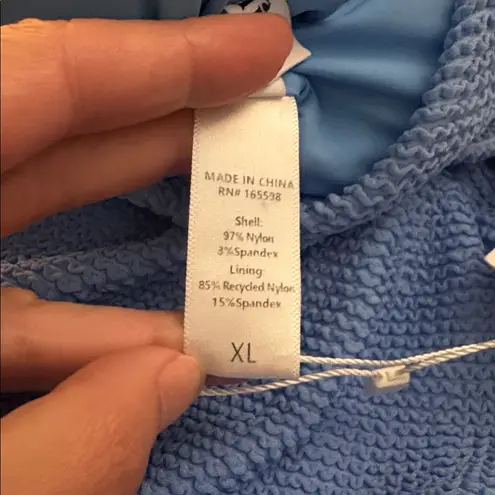 MADE IN CHINA
RN# 165598
Shell:
97% Nylon
3%Spandex
Lining:
85% Recycled Nylon
15%Spandex
XL